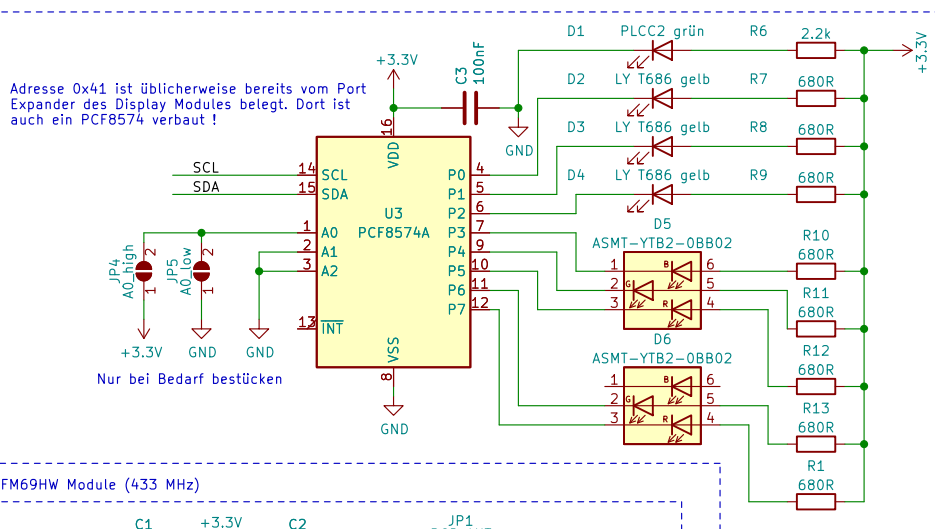 D1
PLCC2 grün
R6
2.2k
+3.3V
+3.3V
C3
100nF
D2
LY T686 gelb
R7
680R
Adresse 0x41 ist üblicherweise bereits vom Port
Expander des Display Modules belegt. Dort ist
auch ein PCF8574 verbaut !
GND
D3
LY T686 gelb
R8
680R
D4
LY T686 gelb
R9
680R
16
VDD
SCL
14
SCL
P0
4
SDA
15
SDA
P1
5
P2
6
U3
PCF8574A
1
A0
P3
7
2
A1
P4
9
3
A2
P5
10
P6
11
P7
12
13
INT
VSS
8
GND
JP4
A0_high
2
1
JP5
A0_low
2
1
+3.3V
GND
GND
Nur bei Bedarf bestücken
D5
ASMT-YTB2-0BB02
1
B
6
2
G
5
3
R
4
R10
680R
R11
680R
D6
ASMT-YTB2-0BB02
1
B
6
2
G
5
3
R
4
R12
680R
R13
680R
R1
680R
FM69HW Module (433 MHz)
C1
+3.3V
C2
JP1